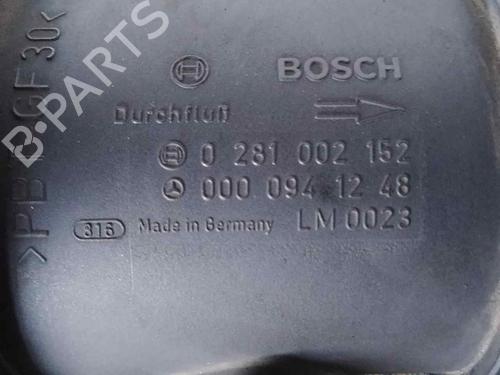 BOSCH
Durchfluß
0 281 002 152
000 094 12 48
316 Made in Germany LM 0023
>PBT GF30<
B-PARTS